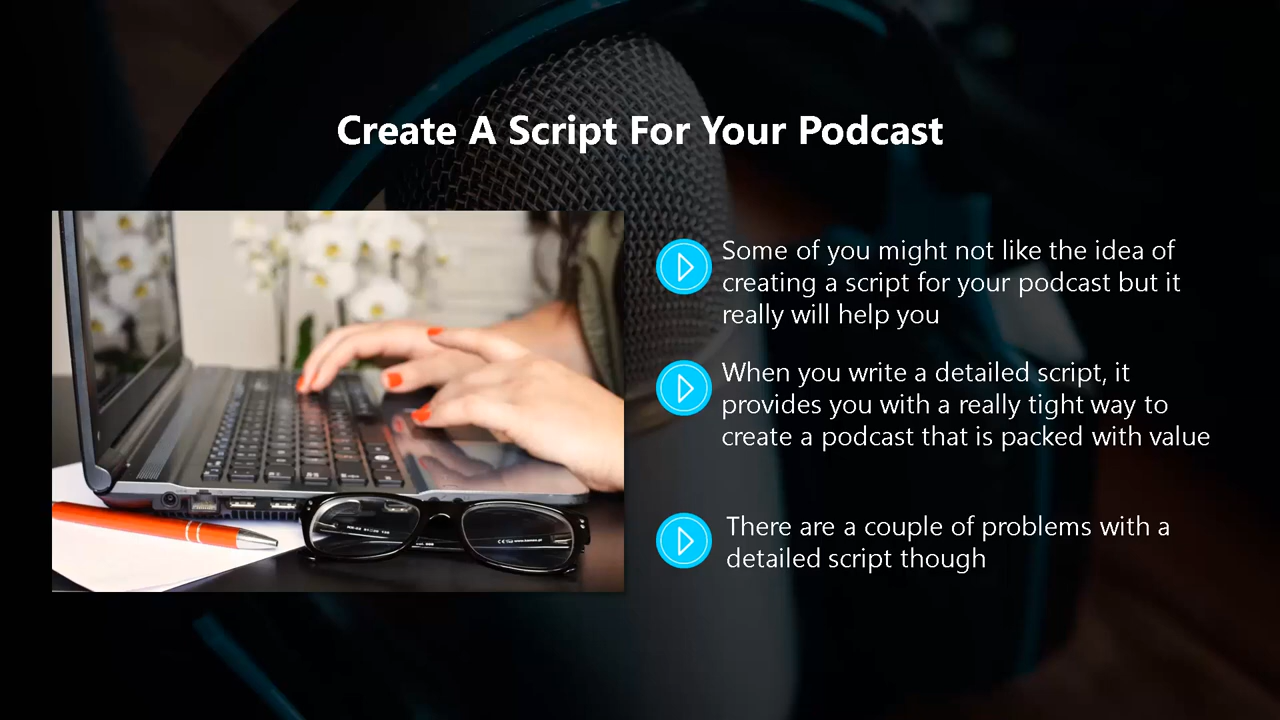 Create A Script For Your Podcast
Some of you might not like the idea of
creating a script for your podcast but it
really will help you
When you write a detailed script, it
provides you with a really tight way to
create a podcast that is packed with value
There are a couple of problems with a
detailed script though